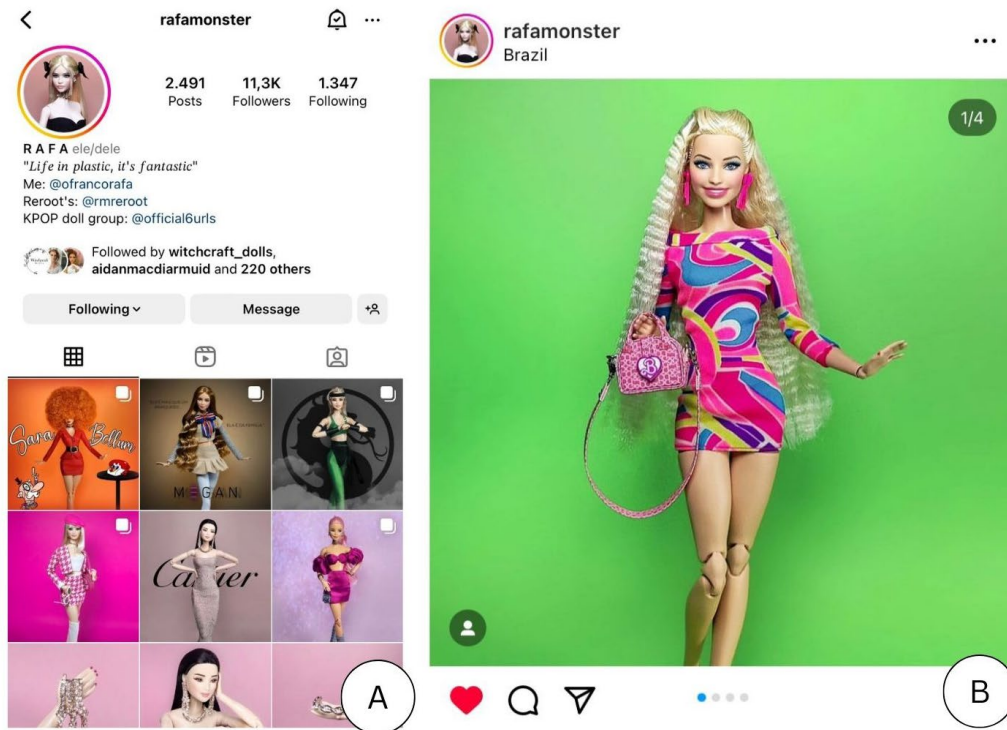 rafamonster
2.491
11,3K
1.347
Posts
Followers
Following
R A F A ele/dele
"Life in plastic, it's fantastic"
Me: @ofrancorafa
Reroot's: @rmreroot
KPOP doll group: @official6urls
Followed by witchcraft_dolls,
aidanmacdiarmuid and 220 others
Following
Message
Sara Bellum
M3GAN
Cartier
A
rafamonster
Brazil
1/4
B
B